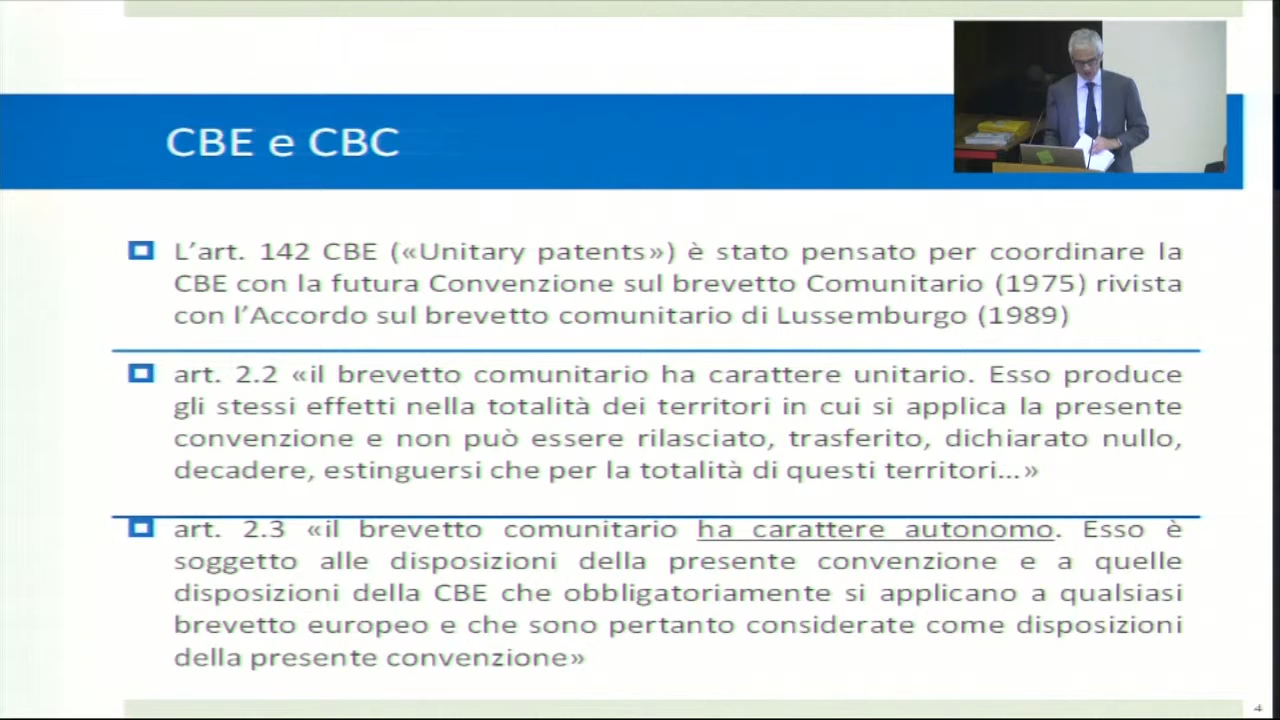 CBE e CBC
L’art. 142 CBE («Unitary patents») è stato pensato per coordinare la
CBE con la futura Convenzione sul brevetto Comunitario (1975) rivista
con l’Accordo sul brevetto comunitario di Lussemburgo (1989)
art. 2.2 «il brevetto comunitario ha carattere unitario. Esso produce
gli stessi effetti nella totalità dei territori in cui si applica la presente
convenzione e non può essere rilasciato, trasferito, dichiarato nullo,
decadere, estinguersi che per la totalità di questi territori…»
art. 2.3 «il brevetto comunitario ha carattere autonomo. Esso è
soggetto alle disposizioni della presente convenzione e a quelle
disposizioni della CBE che obbligatoriamente si applicano a qualsiasi
brevetto europeo e che sono pertanto considerate come disposizioni
della presente convenzione»
4